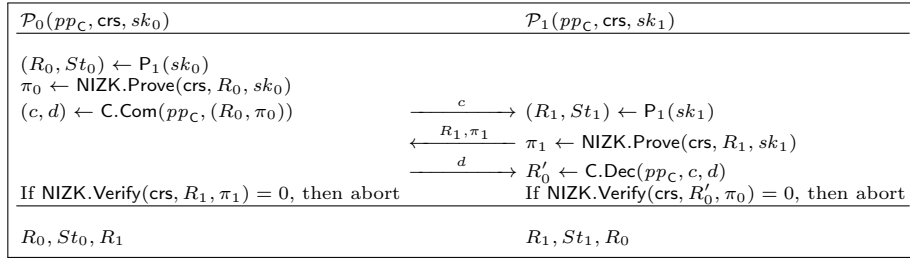 𝒫₀(pp_C, crs, sk₀) 𝒫₁(pp_C, crs, sk₁)
(R₀, St₀) ← P₁(sk₀)
π₀ ← NIZK.Prove(crs, R₀, sk₀)
(c, d) ← C.Com(pp_C, (R₀, π₀)) c (R₁, St₁) ← P₁(sk₁)
R₁, π₁ π₁ ← NIZK.Prove(crs, R₁, sk₁)
d R′₀ ← C.Dec(pp_C, c, d)
If NIZK.Verify(crs, R₁, π₁) = 0, then abort If NIZK.Verify(crs, R′₀, π₀) = 0, then abort
R₀, St₀, R₁ R₁, St₁, R₀